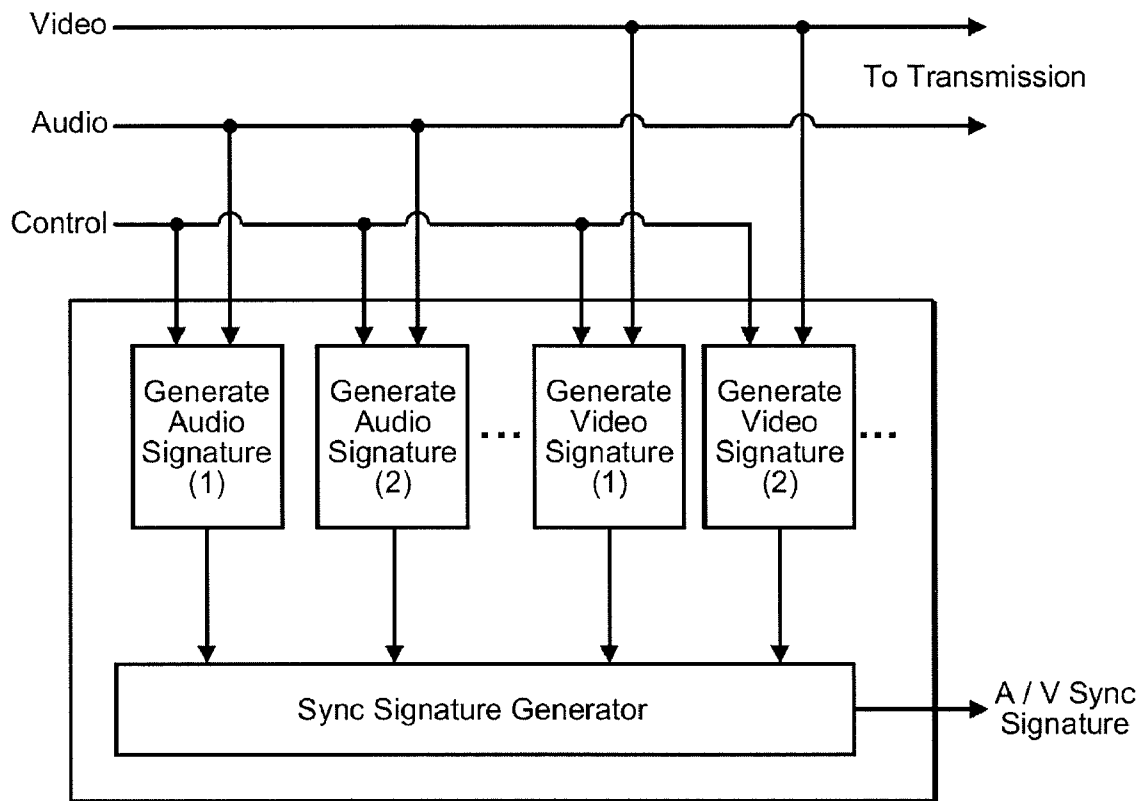 Video
To Transmission
Audio
Control
Generate
Audio
Signature
(1)
Generate
Audio
Signature
(2)
...
Generate
Video
Signature
(1)
Generate
Video
Signature
(2)
...
Sync Signature Generator
A / V Sync
Signature